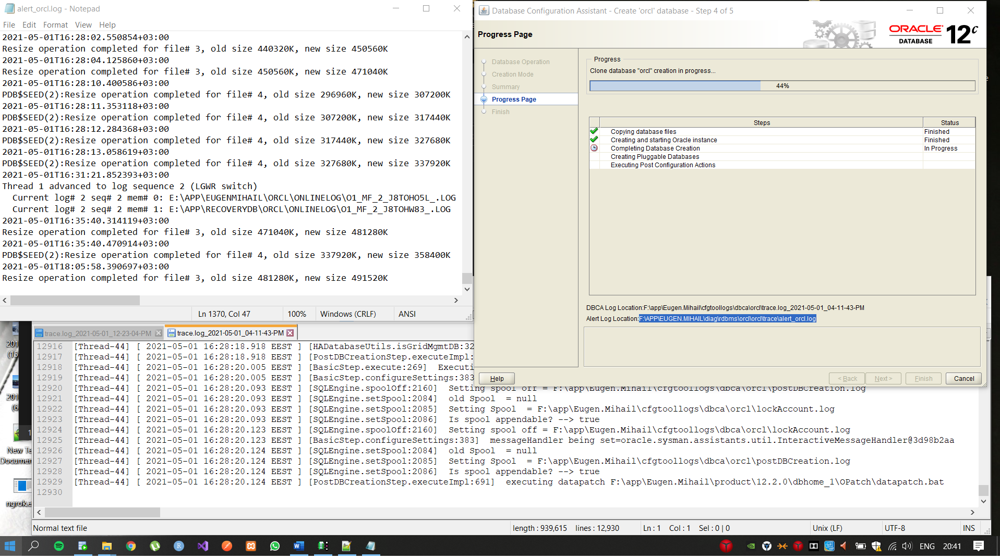 alert_orcl.log - Notepad
File Edit Format View Help
2021-05-01T16:28:02.550854+03:00
Resize operation completed for file# 3, old size 440320K, new size 450560K
2021-05-01T16:28:04.125860+03:00
Resize operation completed for file# 3, old size 450560K, new size 471040K
2021-05-01T16:28:10.400586+03:00
PDB$SEED(2):Resize operation completed for file# 4, old size 296960K, new size 307200K
2021-05-01T16:28:11.353118+03:00
PDB$SEED(2):Resize operation completed for file# 4, old size 307200K, new size 317440K
2021-05-01T16:28:12.284368+03:00
PDB$SEED(2):Resize operation completed for file# 4, old size 317440K, new size 327680K
2021-05-01T16:28:13.058619+03:00
PDB$SEED(2):Resize operation completed for file# 4, old size 327680K, new size 337920K
2021-05-01T16:31:21.852393+03:00
Thread 1 advanced to log sequence 2 (LGWR switch)
Current log# 2 seq# 2 mem# 0: E:\APP\EUGENMIHAIL\ORCL\ONLINELOG\O1_MF_2_J8TOHO5L_.LOG
Current log# 2 seq# 2 mem# 1: E:\APP\RECOVERYDB\ORCL\ONLINELOG\O1_MF_2_J8TOHW83_.LOG
2021-05-01T16:35:40.314119+03:00
Resize operation completed for file# 3, old size 471040K, new size 481280K
2021-05-01T16:35:40.470914+03:00
PDB$SEED(2):Resize operation completed for file# 4, old size 337920K, new size 358400K
2021-05-01T18:05:58.390697+03:00
Resize operation completed for file# 3, old size 481280K, new size 491520K
Ln 1370, Col 47 100% Windows (CRLF) ANSI
Database Configuration Assistant - Create 'orcl' database - Step 4 of 5
Progress Page
ORACLE DATABASE 12c
Database Operation
Creation Mode
Summary
Progress Page
Finish
Progress
Clone database "orcl" creation in progress...
44%
Steps Status
Copying database files Finished
Creating and starting Oracle instance Finished
Completing Database Creation In Progress
Creating Pluggable Databases
Executing Post Configuration Actions
DBCA Log Location:F:\app\Eugen.Mihail\cfgtoollogs\dbca\orcl\trace.log_2021-05-01_04-11-43-PM
Alert Log Location:F:\APP\EUGEN.MIHAIL\diag\rdbms\orcl\orcl\trace\alert_orcl.log
Help < Back Next > Finish Cancel
trace.log_2021-05-01_12-23-04-PM trace.log_2021-05-01_04-11-43-PM
12916 [Thread-44] [ 2021-05-01 16:28:18.918 EEST ] [HADatabaseUtils.isGridMgmtDB:32
12917 [Thread-44] [ 2021-05-01 16:28:18.918 EEST ] [PostDBCreationStep.executeImpl:
12918 [Thread-44] [ 2021-05-01 16:28:20.005 EEST ] [BasicStep.execute:269] Executi
12919 [Thread-44] [ 2021-05-01 16:28:20.005 EEST ] [BasicStep.configureSettings:383
12920 [Thread-44] [ 2021-05-01 16:28:20.093 EEST ] [SQLEngine.spoolOff:2160] Setting spool off = F:\app\Eugen.Mihail\cfgtoollogs\dbca\orcl\postDBCreation.log
12921 [Thread-44] [ 2021-05-01 16:28:20.093 EEST ] [SQLEngine.setSpool:2084] old Spool = null
12922 [Thread-44] [ 2021-05-01 16:28:20.093 EEST ] [SQLEngine.setSpool:2085] Setting Spool = F:\app\Eugen.Mihail\cfgtoollogs\dbca\orcl\lockAccount.log
12923 [Thread-44] [ 2021-05-01 16:28:20.093 EEST ] [SQLEngine.setSpool:2086] Is spool appendable? --> true
12924 [Thread-44] [ 2021-05-01 16:28:20.123 EEST ] [SQLEngine.spoolOff:2160] Setting spool off = F:\app\Eugen.Mihail\cfgtoollogs\dbca\orcl\lockAccount.log
12925 [Thread-44] [ 2021-05-01 16:28:20.123 EEST ] [BasicStep.configureSettings:383] messageHandler being set=oracle.sysman.assistants.util.InteractiveMessageHandler@3d98b2aa
12926 [Thread-44] [ 2021-05-01 16:28:20.124 EEST ] [SQLEngine.setSpool:2084] old Spool = null
12927 [Thread-44] [ 2021-05-01 16:28:20.124 EEST ] [SQLEngine.setSpool:2085] Setting Spool = F:\app\Eugen.Mihail\cfgtoollogs\dbca\orcl\postDBCreation.log
12928 [Thread-44] [ 2021-05-01 16:28:20.124 EEST ] [SQLEngine.setSpool:2086] Is spool appendable? --> true
12929 [Thread-44] [ 2021-05-01 16:28:20.124 EEST ] [PostDBCreationStep.executeImpl:691] executing datapatch F:\app\Eugen.Mihail\product\12.2.0\dbhome_1\OPatch\datapatch.bat
12930
Normal text file length : 939,615 lines : 12,930 Ln : 1 Col : 1 Sel : 0 | 0 Unix (LF) UTF-8 INS
201
(15
201
(6
New Te
Documen
ngrok.e
ENG 20:41